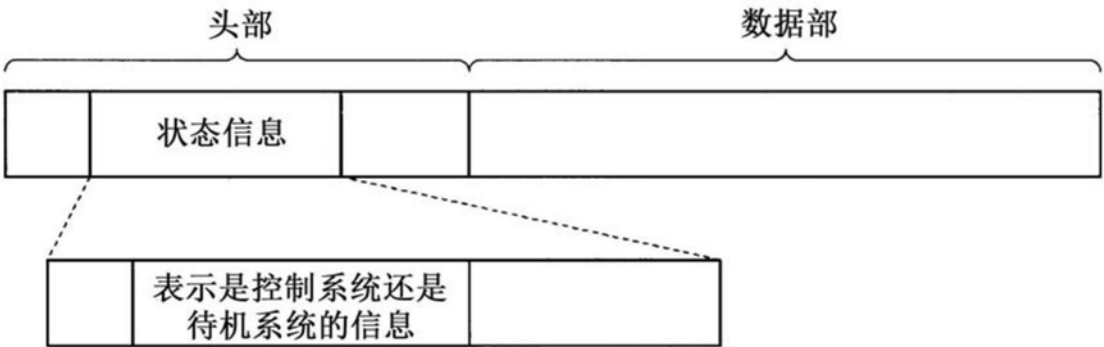 头部
数据部
状态信息
表示是控制系统还是
待机系统的信息